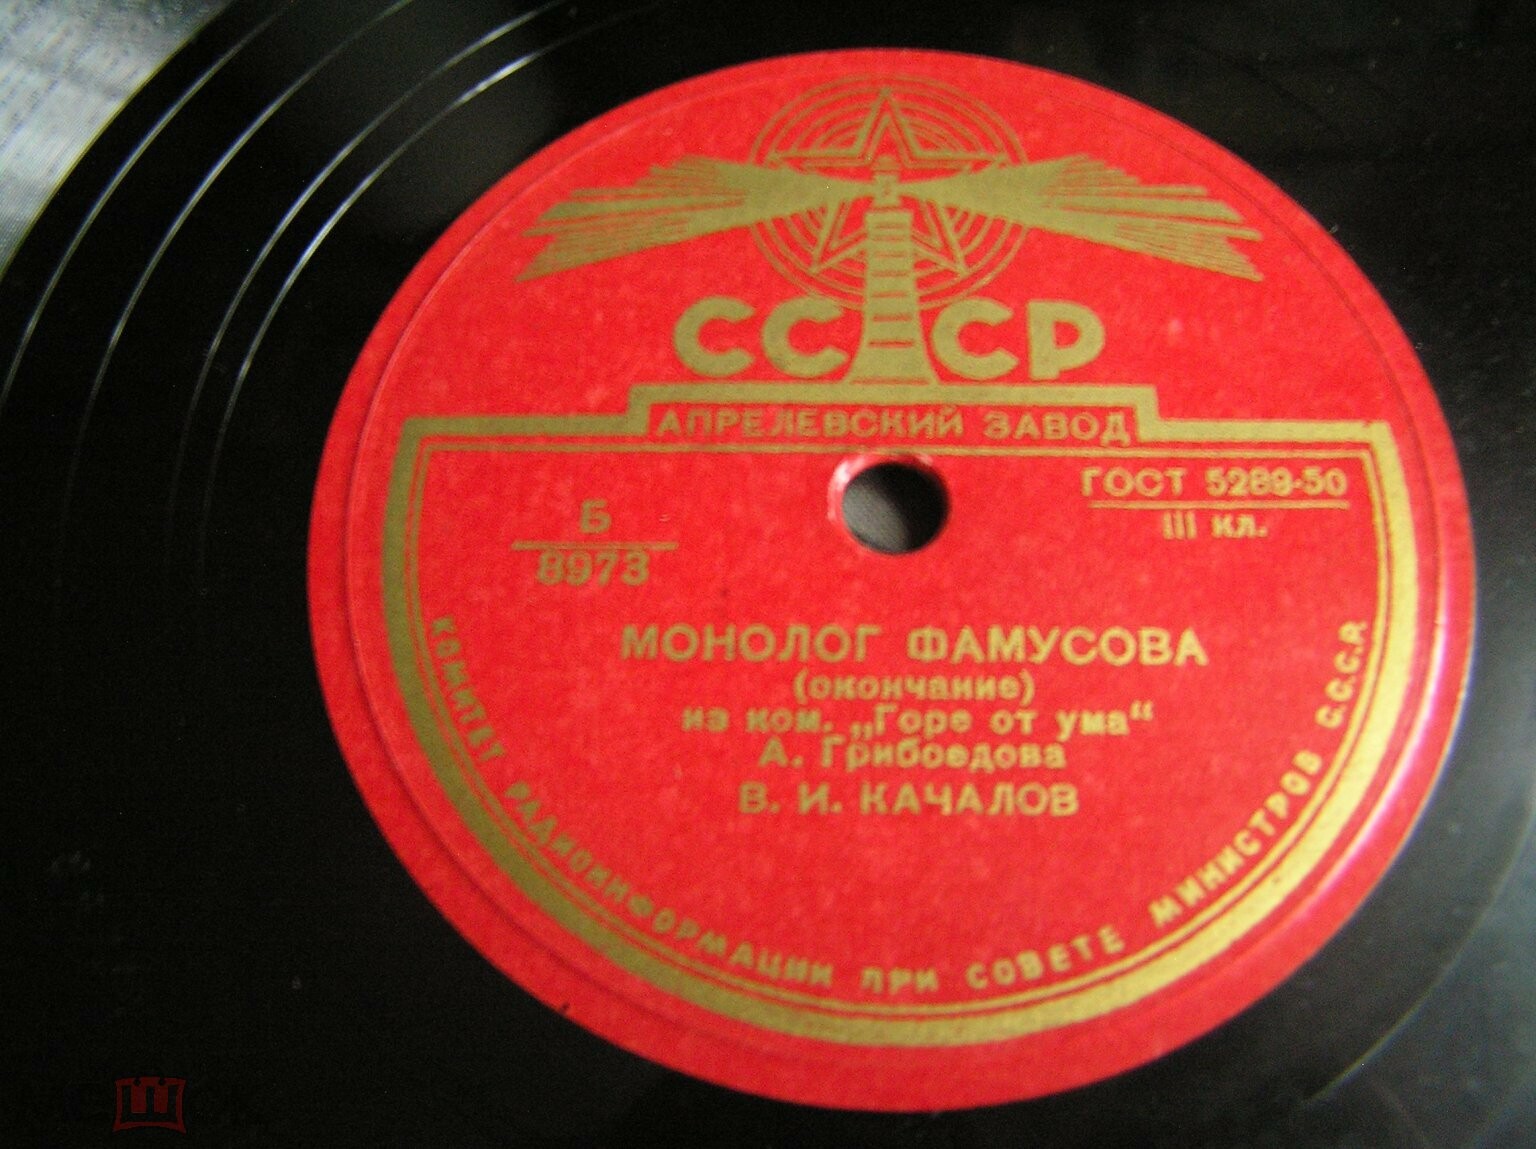 СССР
АПРЕЛЕВСКИЙ ЗАВОД
ГОСТ 5289-50
III кл.
Б
8973
МОНОЛОГ ФАМУСОВА
(окончание)
из ком. „Горе от ума“
А. Грибоедова
В. И. КАЧАЛОВ
КОМИТЕТ РАДИОИНФОРМАЦИИ ПРИ СОВЕТЕ МИНИСТРОВ С.С.С.Р.